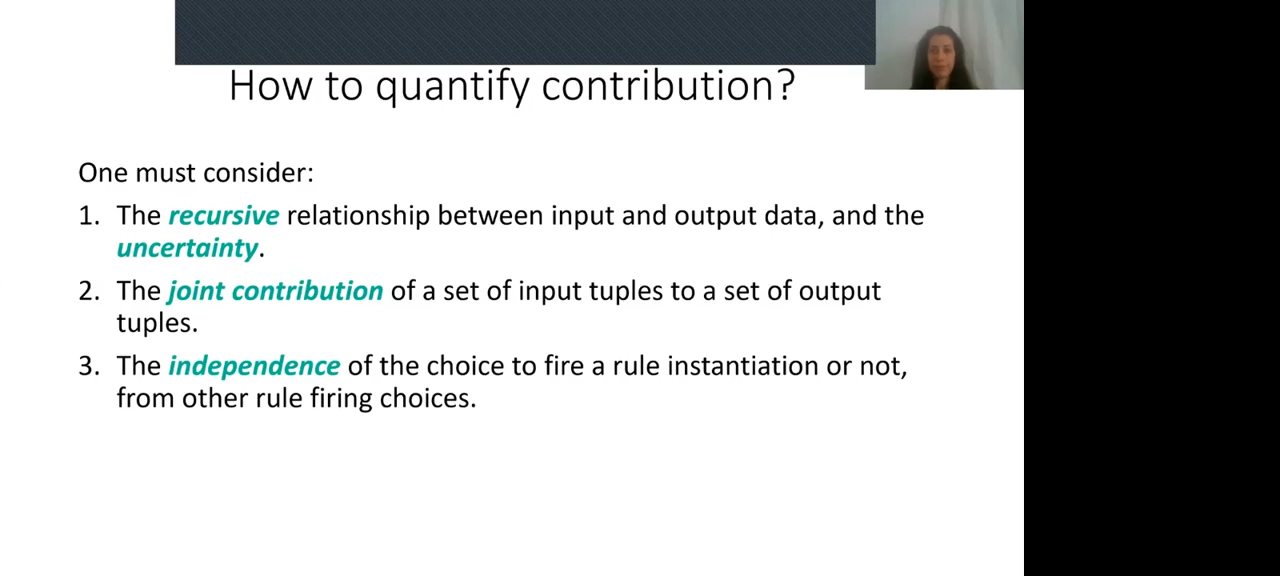 How to quantify contribution?
One must consider:
1. The recursive relationship between input and output data, and the
uncertainty.
2. The joint contribution of a set of input tuples to a set of output
tuples.
3. The independence of the choice to fire a rule instantiation or not,
from other rule firing choices.